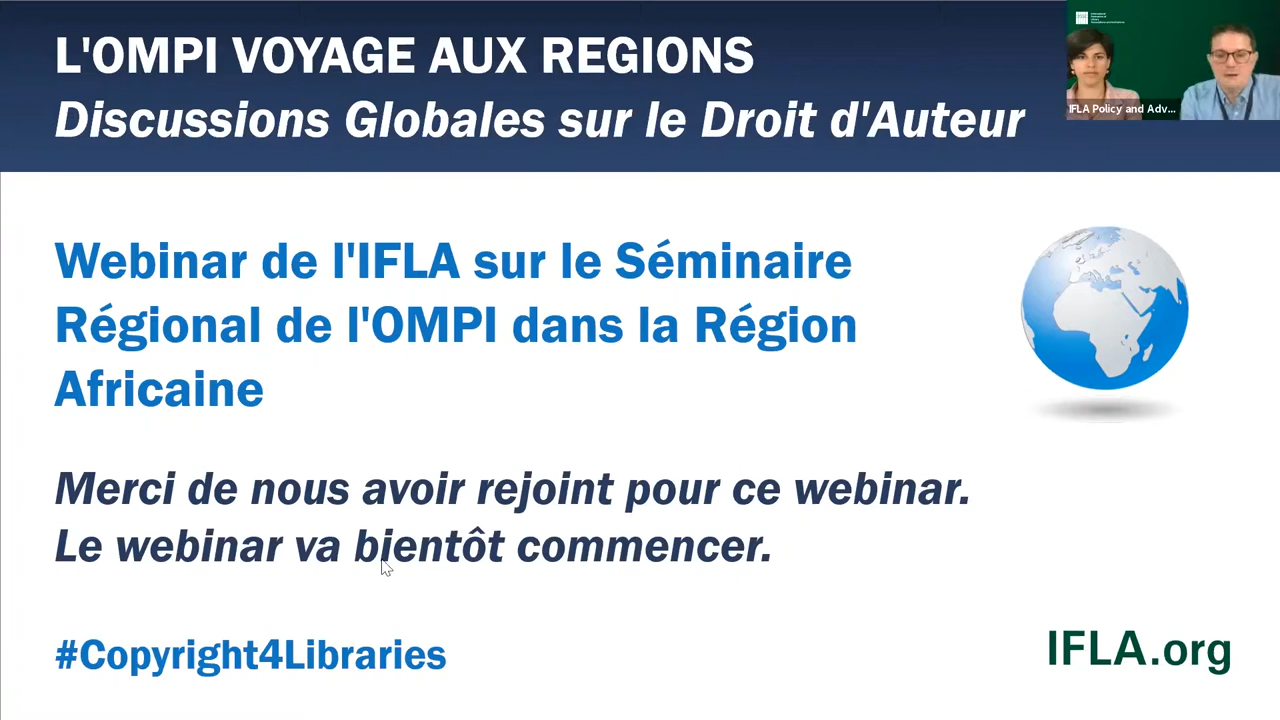 L'OMPI VOYAGE AUX REGIONS
Discussions Globales sur le Droit d'Auteur
IFLA Policy and Adv...
Webinar de l'IFLA sur le Séminaire
Régional de l'OMPI dans la Région
Africaine
Merci de nous avoir rejoint pour ce webinar.
Le webinar va bientôt commencer.
#Copyright4Libraries
IFLA.org